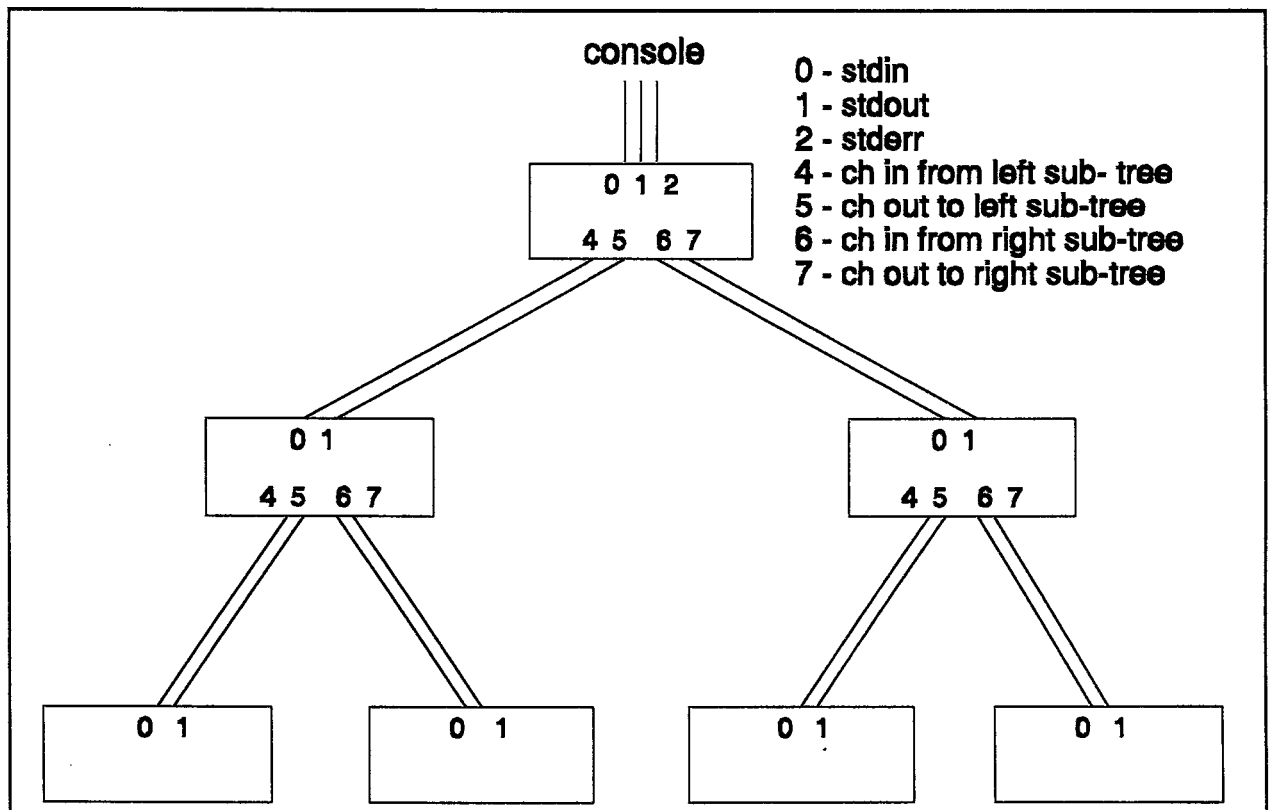 console
0 - stdin
1 - stdout
2 - stderr
4 - ch in from left sub- tree
5 - ch out to left sub-tree
6 - ch in from right sub-tree
7 - ch out to right sub-tree
0 1 2
4 5 6 7
0 1
0 1
4 5 6 7
4 5 6 7
0 1
0 1
0 1
0 1